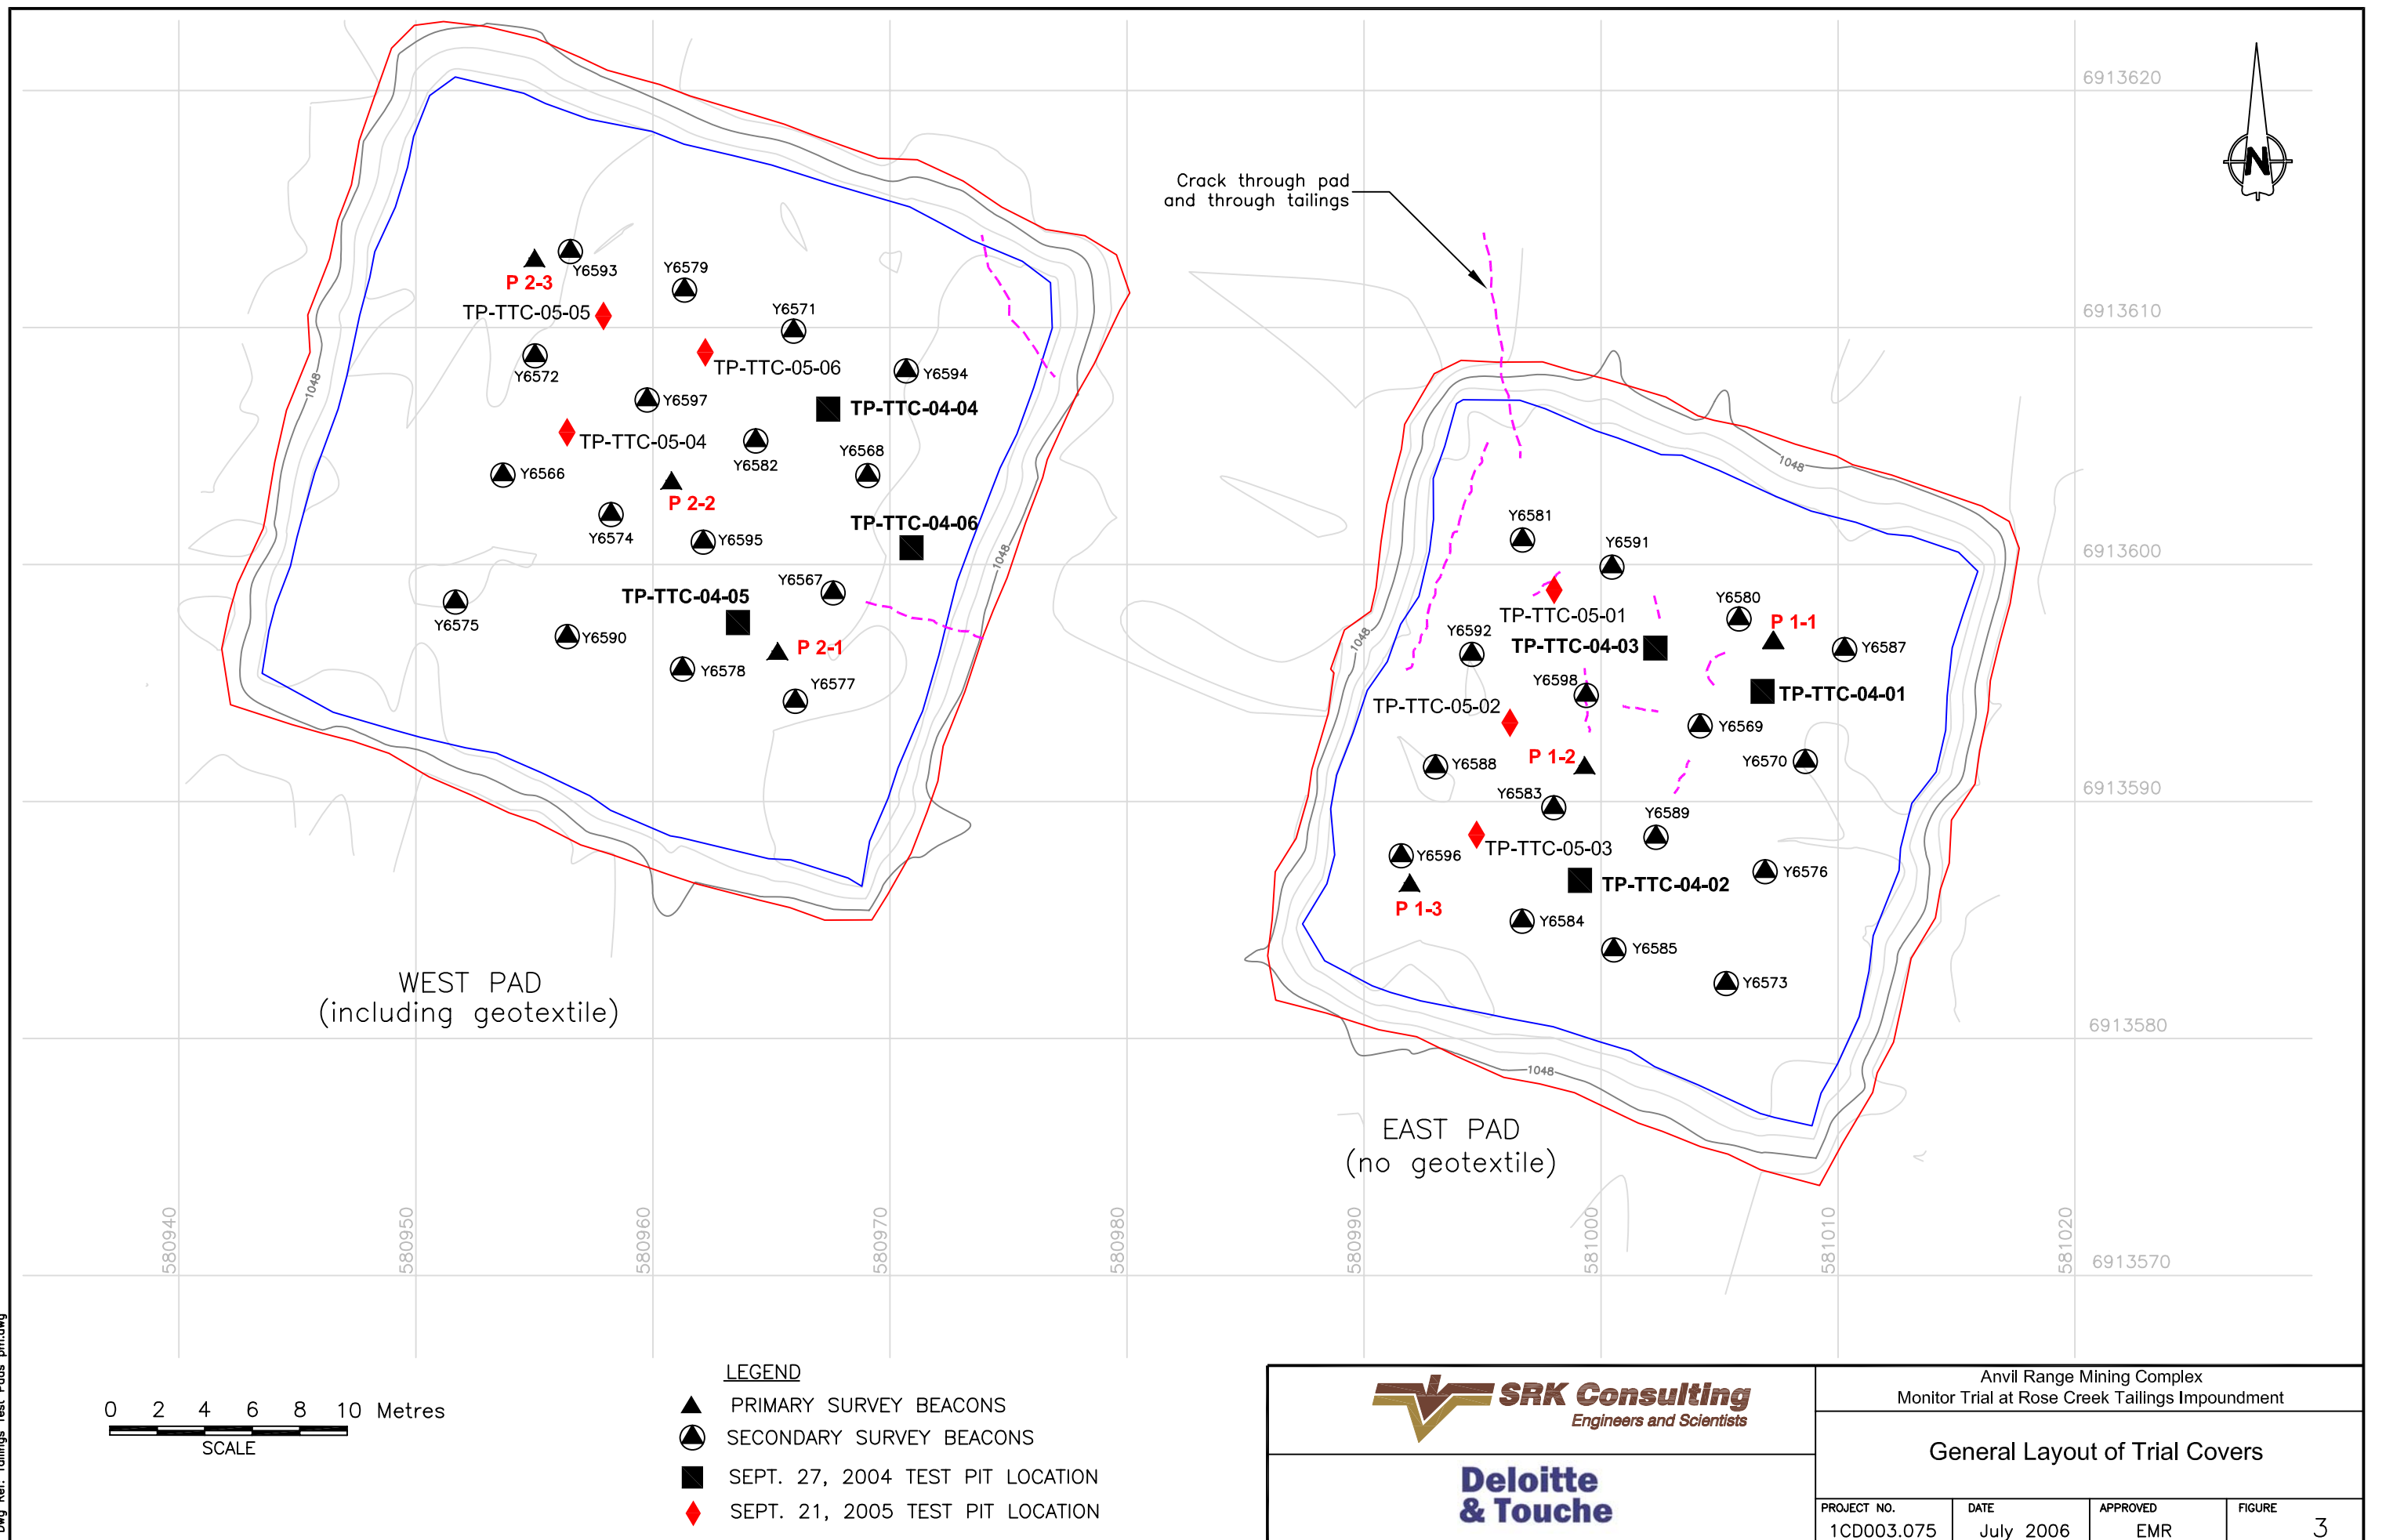 6913620
Crack through pad
and through tailings
N
Y6593
P 2-3
Y6579
TP-TTC-05-05
Y6571
6913610
Y6572
TP-TTC-05-06
Y6594
1048
Y6597
TP-TTC-04-04
TP-TTC-05-04
Y6582
Y6568
1048
Y6566
P 2-2
Y6574
Y6595
TP-TTC-04-06
1048
Y6581
Y6591
6913600
Y6567
TP-TTC-04-05
Y6575
Y6590
P 2-1
Y6578
Y6577
TP-TTC-05-01
Y6580
P 1-1
1048
Y6592
TP-TTC-04-03
Y6587
Y6598
TP-TTC-04-01
TP-TTC-05-02
Y6569
P 1-2
Y6588
Y6570
6913590
Y6583
Y6589
TP-TTC-05-03
Y6596
Y6576
TP-TTC-04-02
P 1-3
Y6584
Y6585
Y6573
WEST PAD
(including geotextile)
6913580
1048
EAST PAD
(no geotextile)
580940
580950
580960
580970
580980
580990
581000
581010
581020
6913570
0 2 4 6 8 10 Metres
SCALE
LEGEND
PRIMARY SURVEY BEACONS
SECONDARY SURVEY BEACONS
SEPT. 27, 2004 TEST PIT LOCATION
SEPT. 21, 2005 TEST PIT LOCATION
SRK Consulting
Engineers and Scientists
Deloitte
& Touche
Anvil Range Mining Complex
Monitor Trial at Rose Creek Tailings Impoundment
General Layout of Trial Covers
PROJECT NO.
1CD003.075
DATE
July 2006
APPROVED
EMR
FIGURE
3